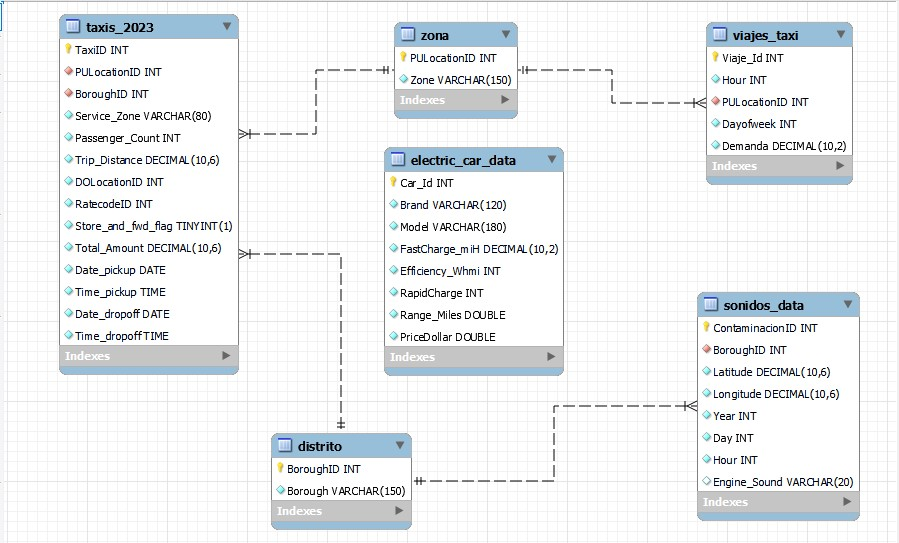 taxis_2023
TaxiID INT
PULocationID INT
BoroughID INT
Service_Zone VARCHAR(80)
Passenger_Count INT
Trip_Distance DECIMAL(10,6)
DOLocationID INT
RatecodeID INT
Store_and_fwd_flag TINYINT(1)
Total_Amount DECIMAL(10,6)
Date_pickup DATE
Time_pickup TIME
Date_dropoff DATE
Time_dropoff TIME
Indexes
zona
PULocationID INT
Zone VARCHAR(150)
Indexes
viajes_taxi
Viaje_Id INT
Hour INT
PULocationID INT
Dayofweek INT
Demanda DECIMAL(10,2)
Indexes
electric_car_data
Car_Id INT
Brand VARCHAR(120)
Model VARCHAR(180)
FastCharge_miH DECIMAL(10,2)
Efficiency_Whmi INT
RapidCharge INT
Range_Miles DOUBLE
PriceDollar DOUBLE
Indexes
distrito
BoroughID INT
Borough VARCHAR(150)
Indexes
sonidos_data
ContaminacionID INT
BoroughID INT
Latitude DECIMAL(10,6)
Longitude DECIMAL(10,6)
Year INT
Day INT
Hour INT
Engine_Sound VARCHAR(20)
Indexes